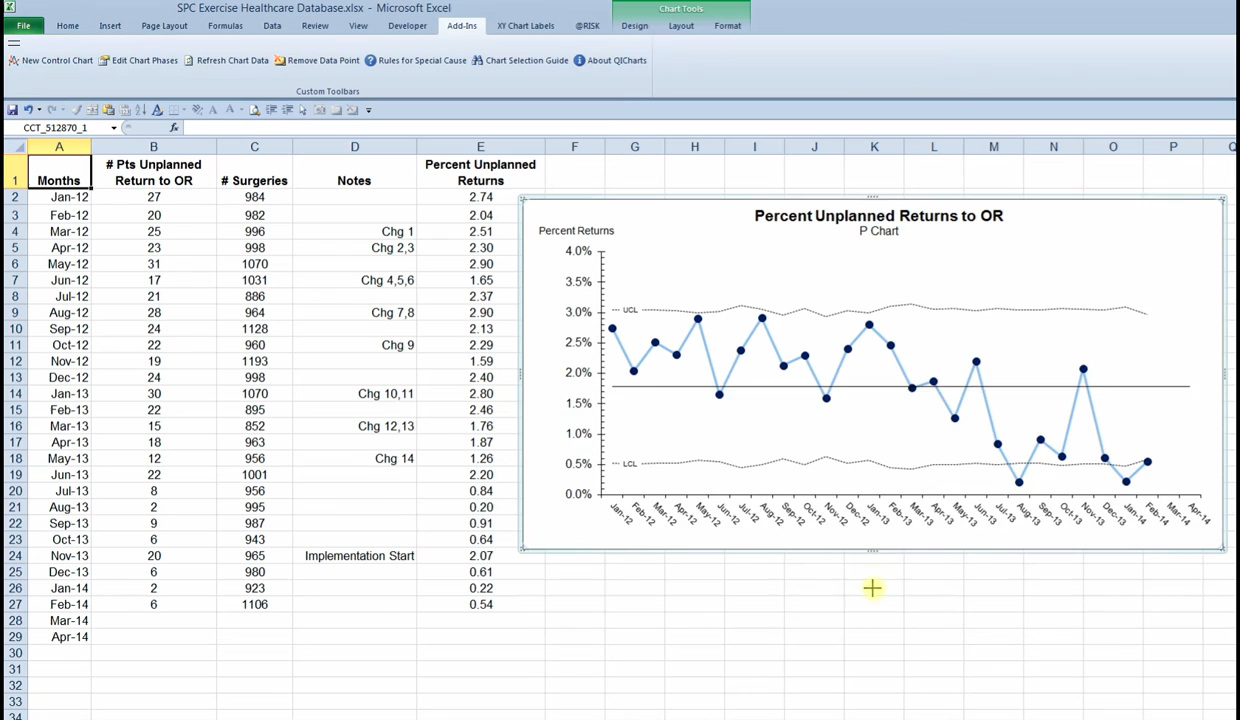 SPC Exercise Healthcare Database.xlsx - Microsoft Excel
Chart Tools
File Home Insert Page Layout Formulas Data Review View Developer Add-Ins XY Chart Labels @RISK Design Layout Format
New Control Chart Edit Chart Phases Refresh Chart Data Remove Data Point Rules for Special Cause Chart Selection Guide About QICharts
Custom Toolbars
CCT_512870_1 fx
A B C D E F G H I J K L M N O P Q
# Pts Unplanned Percent Unplanned
1 Months Return to OR # Surgeries Notes Returns
2 Jan-12 27 984 2.74
3 Feb-12 20 982 2.04
4 Mar-12 25 996 Chg 1 2.51
5 Apr-12 23 998 Chg 2,3 2.30
6 May-12 31 1070 2.90
7 Jun-12 17 1031 Chg 4,5,6 1.65
8 Jul-12 21 886 2.37
9 Aug-12 28 964 Chg 7,8 2.90
10 Sep-12 24 1128 2.13
11 Oct-12 22 960 Chg 9 2.29
12 Nov-12 19 1193 1.59
13 Dec-12 24 998 2.40
14 Jan-13 30 1070 Chg 10,11 2.80
15 Feb-13 22 895 2.46
16 Mar-13 15 852 Chg 12,13 1.76
17 Apr-13 18 963 1.87
18 May-13 12 956 Chg 14 1.26
19 Jun-13 22 1001 2.20
20 Jul-13 8 956 0.84
21 Aug-13 2 995 0.20
22 Sep-13 9 987 0.91
23 Oct-13 6 943 0.64
24 Nov-13 20 965 Implementation Start 2.07
25 Dec-13 6 980 0.61
26 Jan-14 2 923 0.22
27 Feb-14 6 1106 0.54
28 Mar-14
29 Apr-14
30
31
32
33
34
Percent Unplanned Returns to OR
Percent Returns P Chart
4.0%
3.5%
3.0% UCL
2.5%
2.0%
1.5%
1.0%
0.5% LCL
0.0%
Jan-12 Feb-12 Mar-12 Apr-12 May-12 Jun-12 Jul-12 Aug-12 Sep-12 Oct-12 Nov-12 Dec-12 Jan-13 Feb-13 Mar-13 Apr-13 May-13 Jun-13 Jul-13 Aug-13 Sep-13 Oct-13 Nov-13 Dec-13 Jan-14 Feb-14 Mar-14 Apr-14